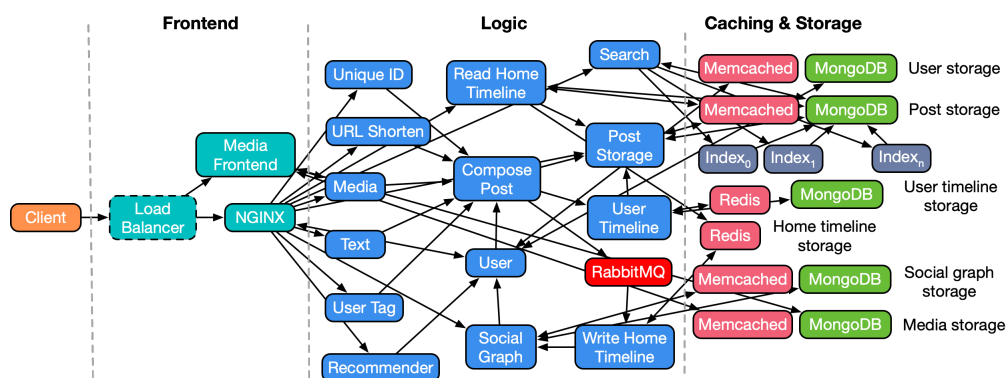 Frontend
Logic
Caching & Storage
Client
Load
Balancer
Media
Frontend
NGINX
Unique ID
URL Shorten
Media
Text
User Tag
Recommender
Read Home
Timeline
Compose
Post
User
Social
Graph
Search
Post
Storage
User
Timeline
RabbitMQ
Write Home
Timeline
Memcached
MongoDB
User storage
Memcached
MongoDB
Post storage
Index0
Index1
Indexn
Redis
MongoDB
User timeline
storage
Redis
Home timeline
storage
Memcached
MongoDB
Social graph
storage
Memcached
MongoDB
Media storage